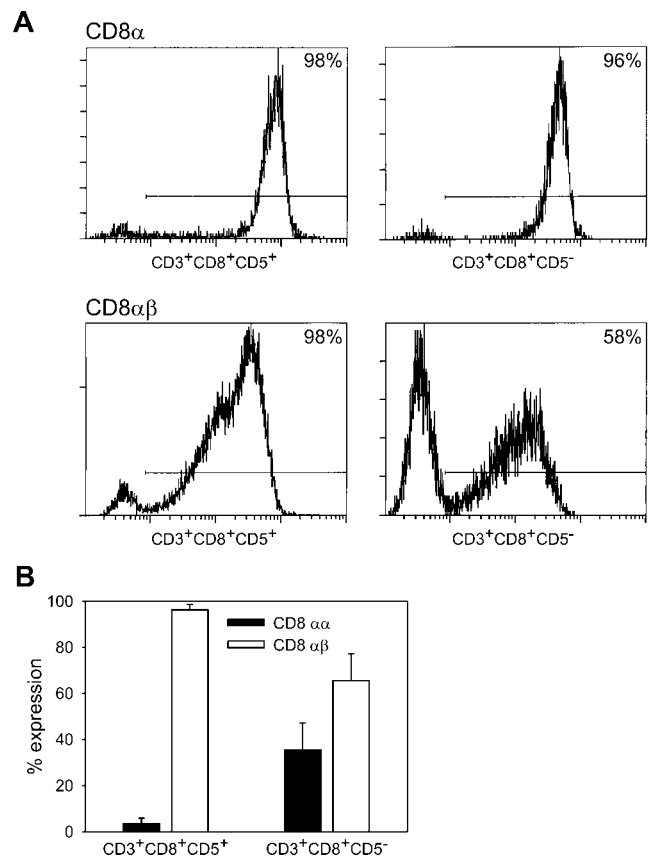 A
CD8α
98%
96%
CD3⁺CD8⁺CD5⁺
CD3⁺CD8⁺CD5⁻
CD8αβ
98%
58%
CD3⁺CD8⁺CD5⁺
CD3⁺CD8⁺CD5⁻
B
% expression
100
80
60
40
20
0
CD8 αα
CD8 αβ
CD3⁺CD8⁺CD5⁺
CD3⁺CD8⁺CD5⁻